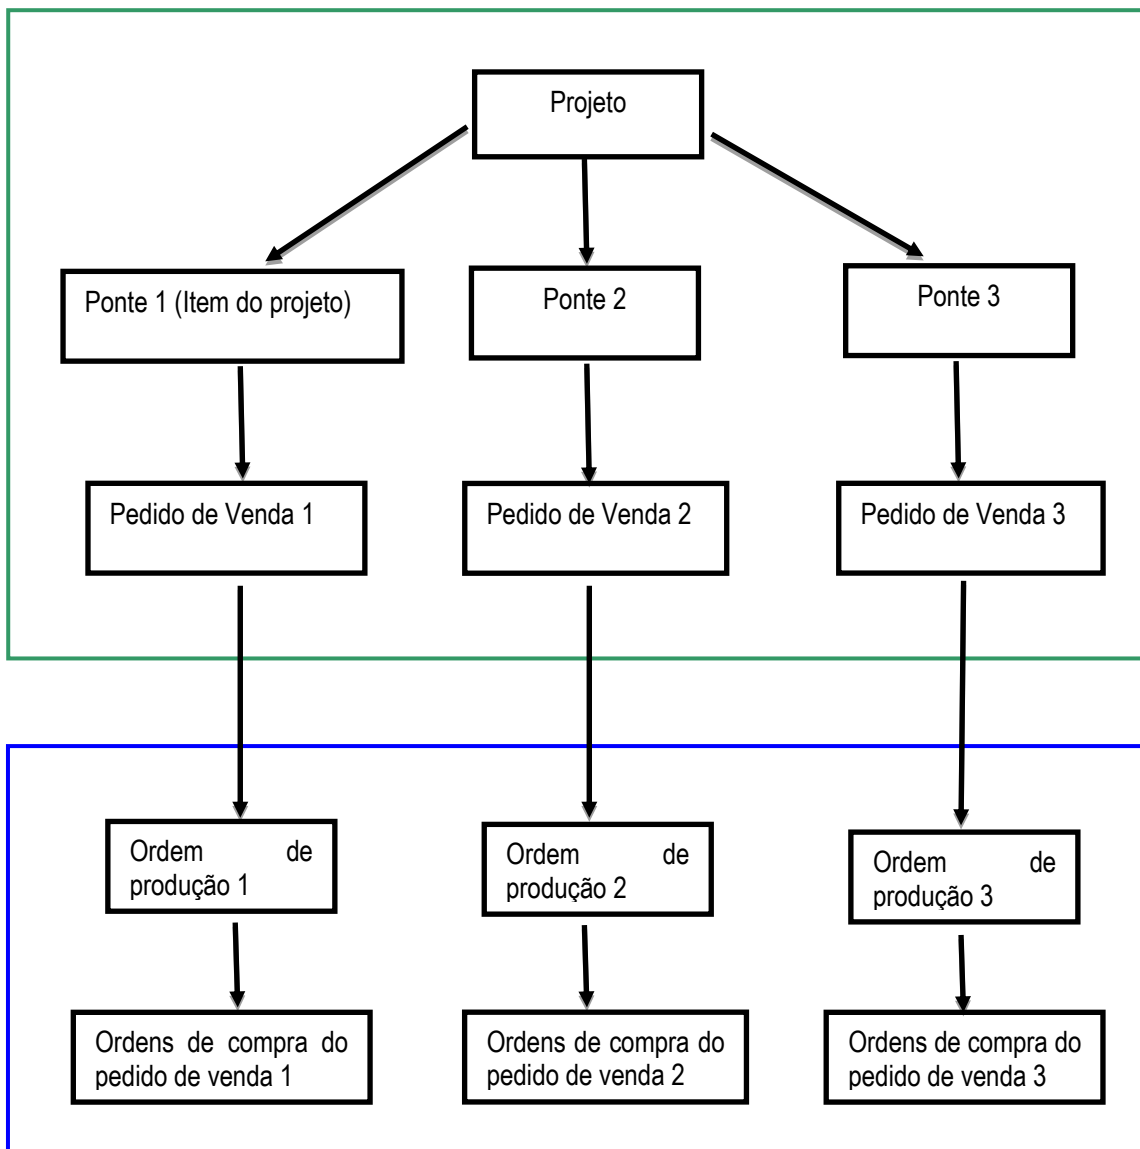 Projeto
Ponte 1 (Item do projeto)
Ponte 2
Ponte 3
Pedido de Venda 1
Pedido de Venda 2
Pedido de Venda 3
Ordem de
produção 1
Ordem de
produção 2
Ordem de
produção 3
Ordens de compra do
pedido de venda 1
Ordens de compra do
pedido de venda 2
Ordens de compra do
pedido de venda 3